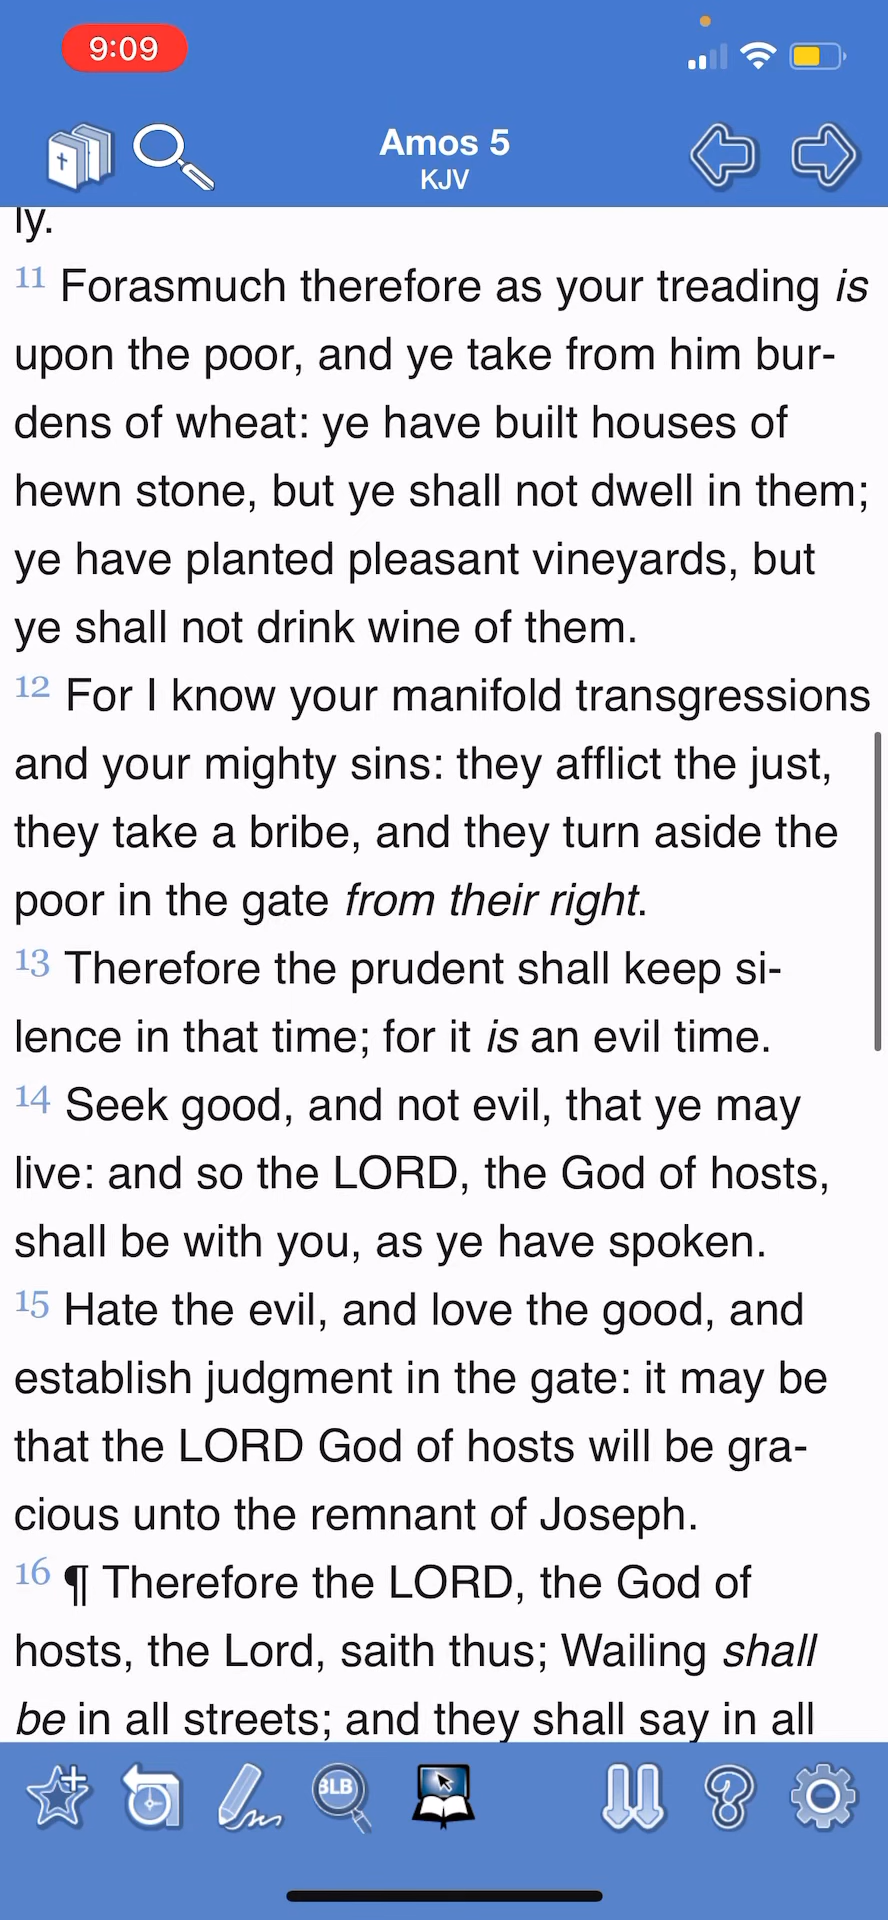 9:09
Amos 5
KJV
ly.
11 Forasmuch therefore as your treading is
upon the poor, and ye take from him bur-
dens of wheat: ye have built houses of
hewn stone, but ye shall not dwell in them;
ye have planted pleasant vineyards, but
ye shall not drink wine of them.
12 For I know your manifold transgressions
and your mighty sins: they afflict the just,
they take a bribe, and they turn aside the
poor in the gate from their right.
13 Therefore the prudent shall keep si-
lence in that time; for it is an evil time.
14 Seek good, and not evil, that ye may
live: and so the LORD, the God of hosts,
shall be with you, as ye have spoken.
15 Hate the evil, and love the good, and
establish judgment in the gate: it may be
that the LORD God of hosts will be gra-
cious unto the remnant of Joseph.
16 ¶ Therefore the LORD, the God of
hosts, the Lord, saith thus; Wailing shall
be in all streets; and they shall say in all
BLB